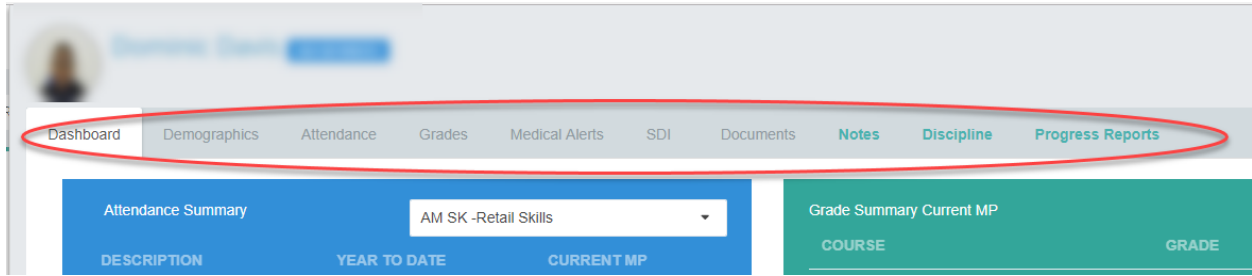 Dashboard Demographics Attendance Grades Medical Alerts SDI Documents Notes Discipline Progress Reports
Attendance Summary AM SK -Retail Skills
DESCRIPTION YEAR TO DATE CURRENT MP
Grade Summary Current MP
COURSE GRADE